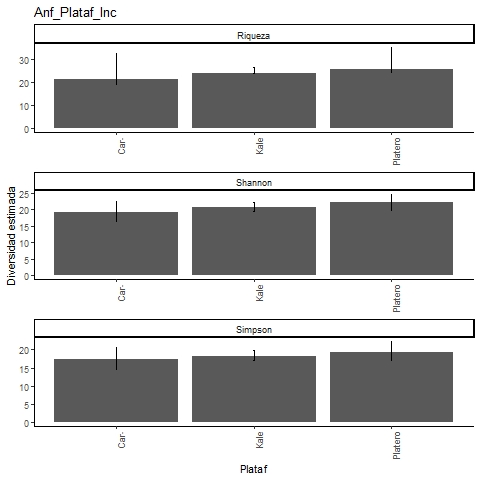 Anf_Plataf_Inc
Riqueza
30
20
10
0
Car-
Kale
Platero
Diversidad estimada
Shannon
25
20
15
10
5
0
Car-
Kale
Platero
Simpson
20
15
10
5
0
Car-
Kale
Platero
Plataf